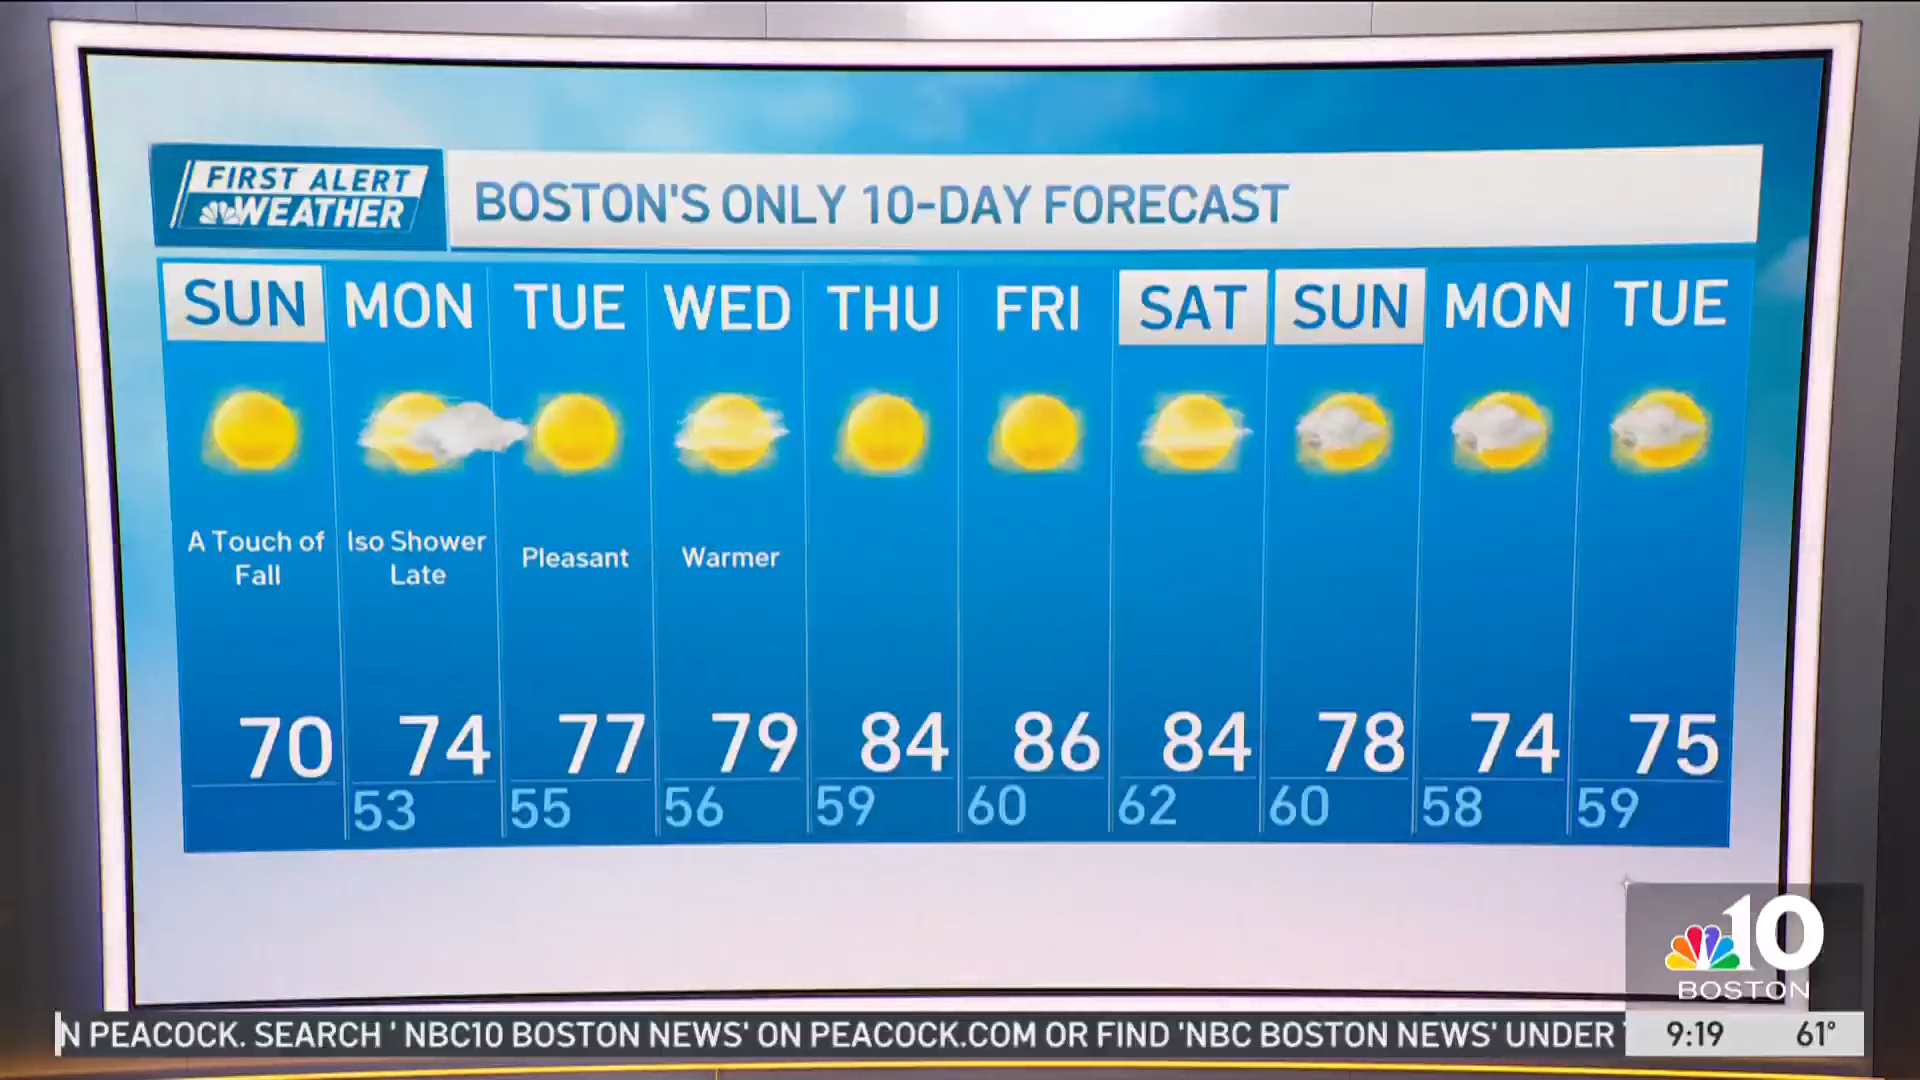 FIRST ALERT
WEATHER
BOSTON'S ONLY 10-DAY FORECAST
SUN MON TUE WED THU FRI SAT SUN MON TUE
A Touch of
Fall
Iso Shower
Late
Pleasant
Warmer
70 74 77 79 84 86 84 78 74 75
53 55 56 59 60 62 60 58 59
10
BOSTON
N PEACOCK. SEARCH ' NBC10 BOSTON NEWS' ON PEACOCK.COM OR FIND 'NBC BOSTON NEWS' UNDER
9:19 61°